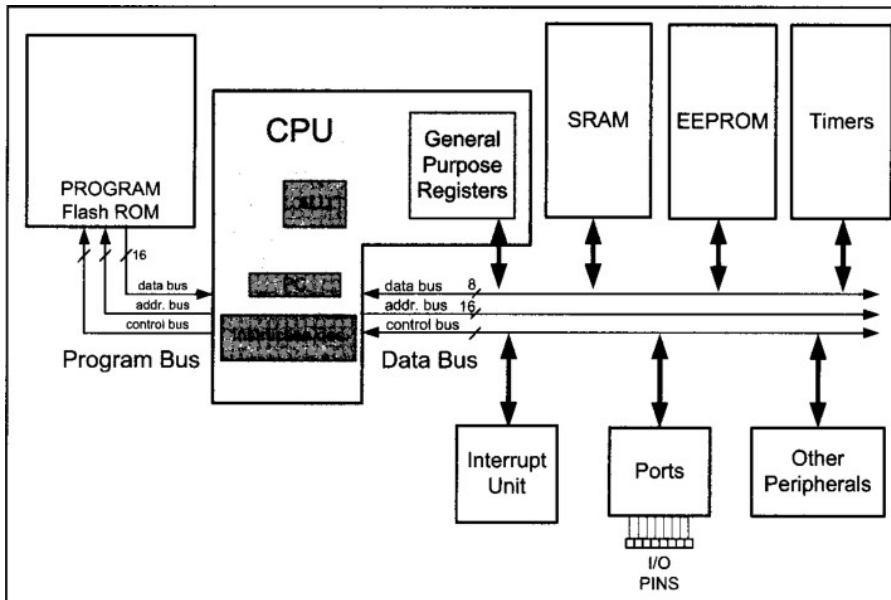 CPU
General
Purpose
Registers
SRAM
EEPROM
Timers
PROGRAM
Flash ROM
16
data bus
addr. bus
control bus
Program Bus
PC
data bus 8
addr. bus 16
control bus
Data Bus
Interrupt
Unit
Ports
Other
Peripherals
I/O
PINS